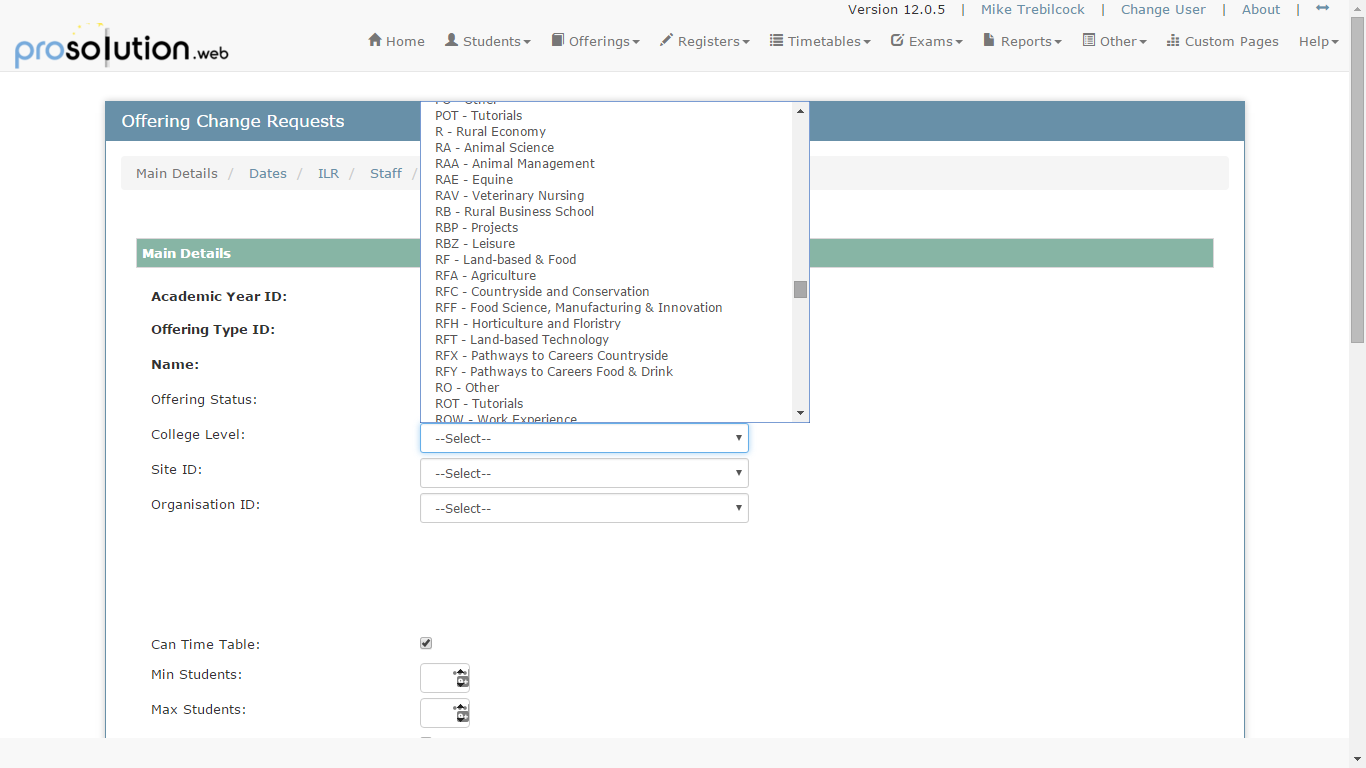 Version 12.0.5 | Mike Trebilcock | Change User | About |
prosolution.web
Home Students Offerings Registers Timetables Exams Reports Other Custom Pages Help
Offering Change Requests
Main Details / Dates / ILR / Staff /
Main Details
Academic Year ID:
Offering Type ID:
Name:
Offering Status:
POT - Tutorials
R - Rural Economy
RA - Animal Science
RAA - Animal Management
RAE - Equine
RAV - Veterinary Nursing
RB - Rural Business School
RBP - Projects
RBZ - Leisure
RF - Land-based & Food
RFA - Agriculture
RFC - Countryside and Conservation
RFF - Food Science, Manufacturing & Innovation
RFH - Horticulture and Floristry
RFT - Land-based Technology
RFX - Pathways to Careers Countryside
RFY - Pathways to Careers Food & Drink
RO - Other
ROT - Tutorials
ROW - Work Experience
College Level: --Select--
Site ID: --Select--
Organisation ID: --Select--
Can Time Table:
Min Students:
Max Students: